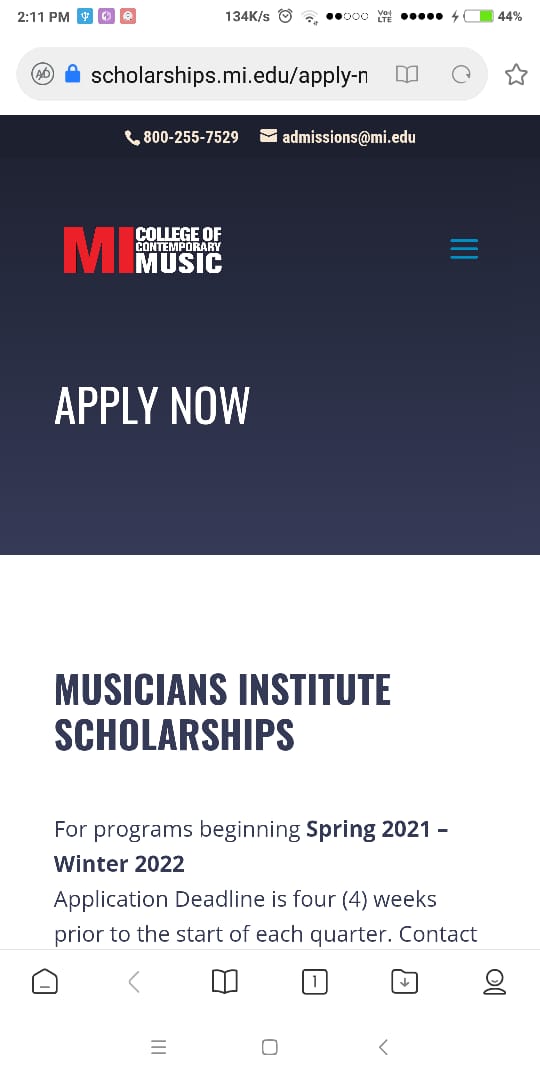 2:11 PM 134K/s Vo) LTE 44%
scholarships.mi.edu/apply-n
800-255-7529 admissions@mi.edu
MI COLLEGE OF
CONTEMPORARY
MUSIC
APPLY NOW
MUSICIANS INSTITUTE
SCHOLARSHIPS
For programs beginning Spring 2021 –
Winter 2022
Application Deadline is four (4) weeks
prior to the start of each quarter. Contact
1